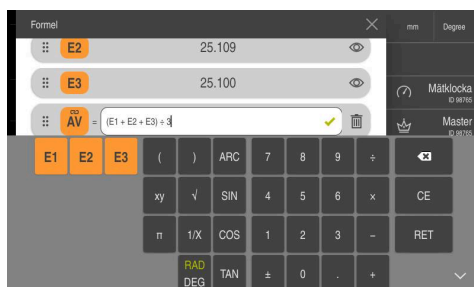 Formel
mm
Degree
E2
25.109
E3
25.100
Mätklocka
ID 98765
AV = (E1 + E2 + E3) ÷ 3
Master
ID 98765
E1 E2 E3 ( ) ARC 7 8 9 ÷
xy √ SIN 4 5 6 × CE
π 1/X COS 1 2 3 − RET
RAD
DEG TAN ± 0 . +